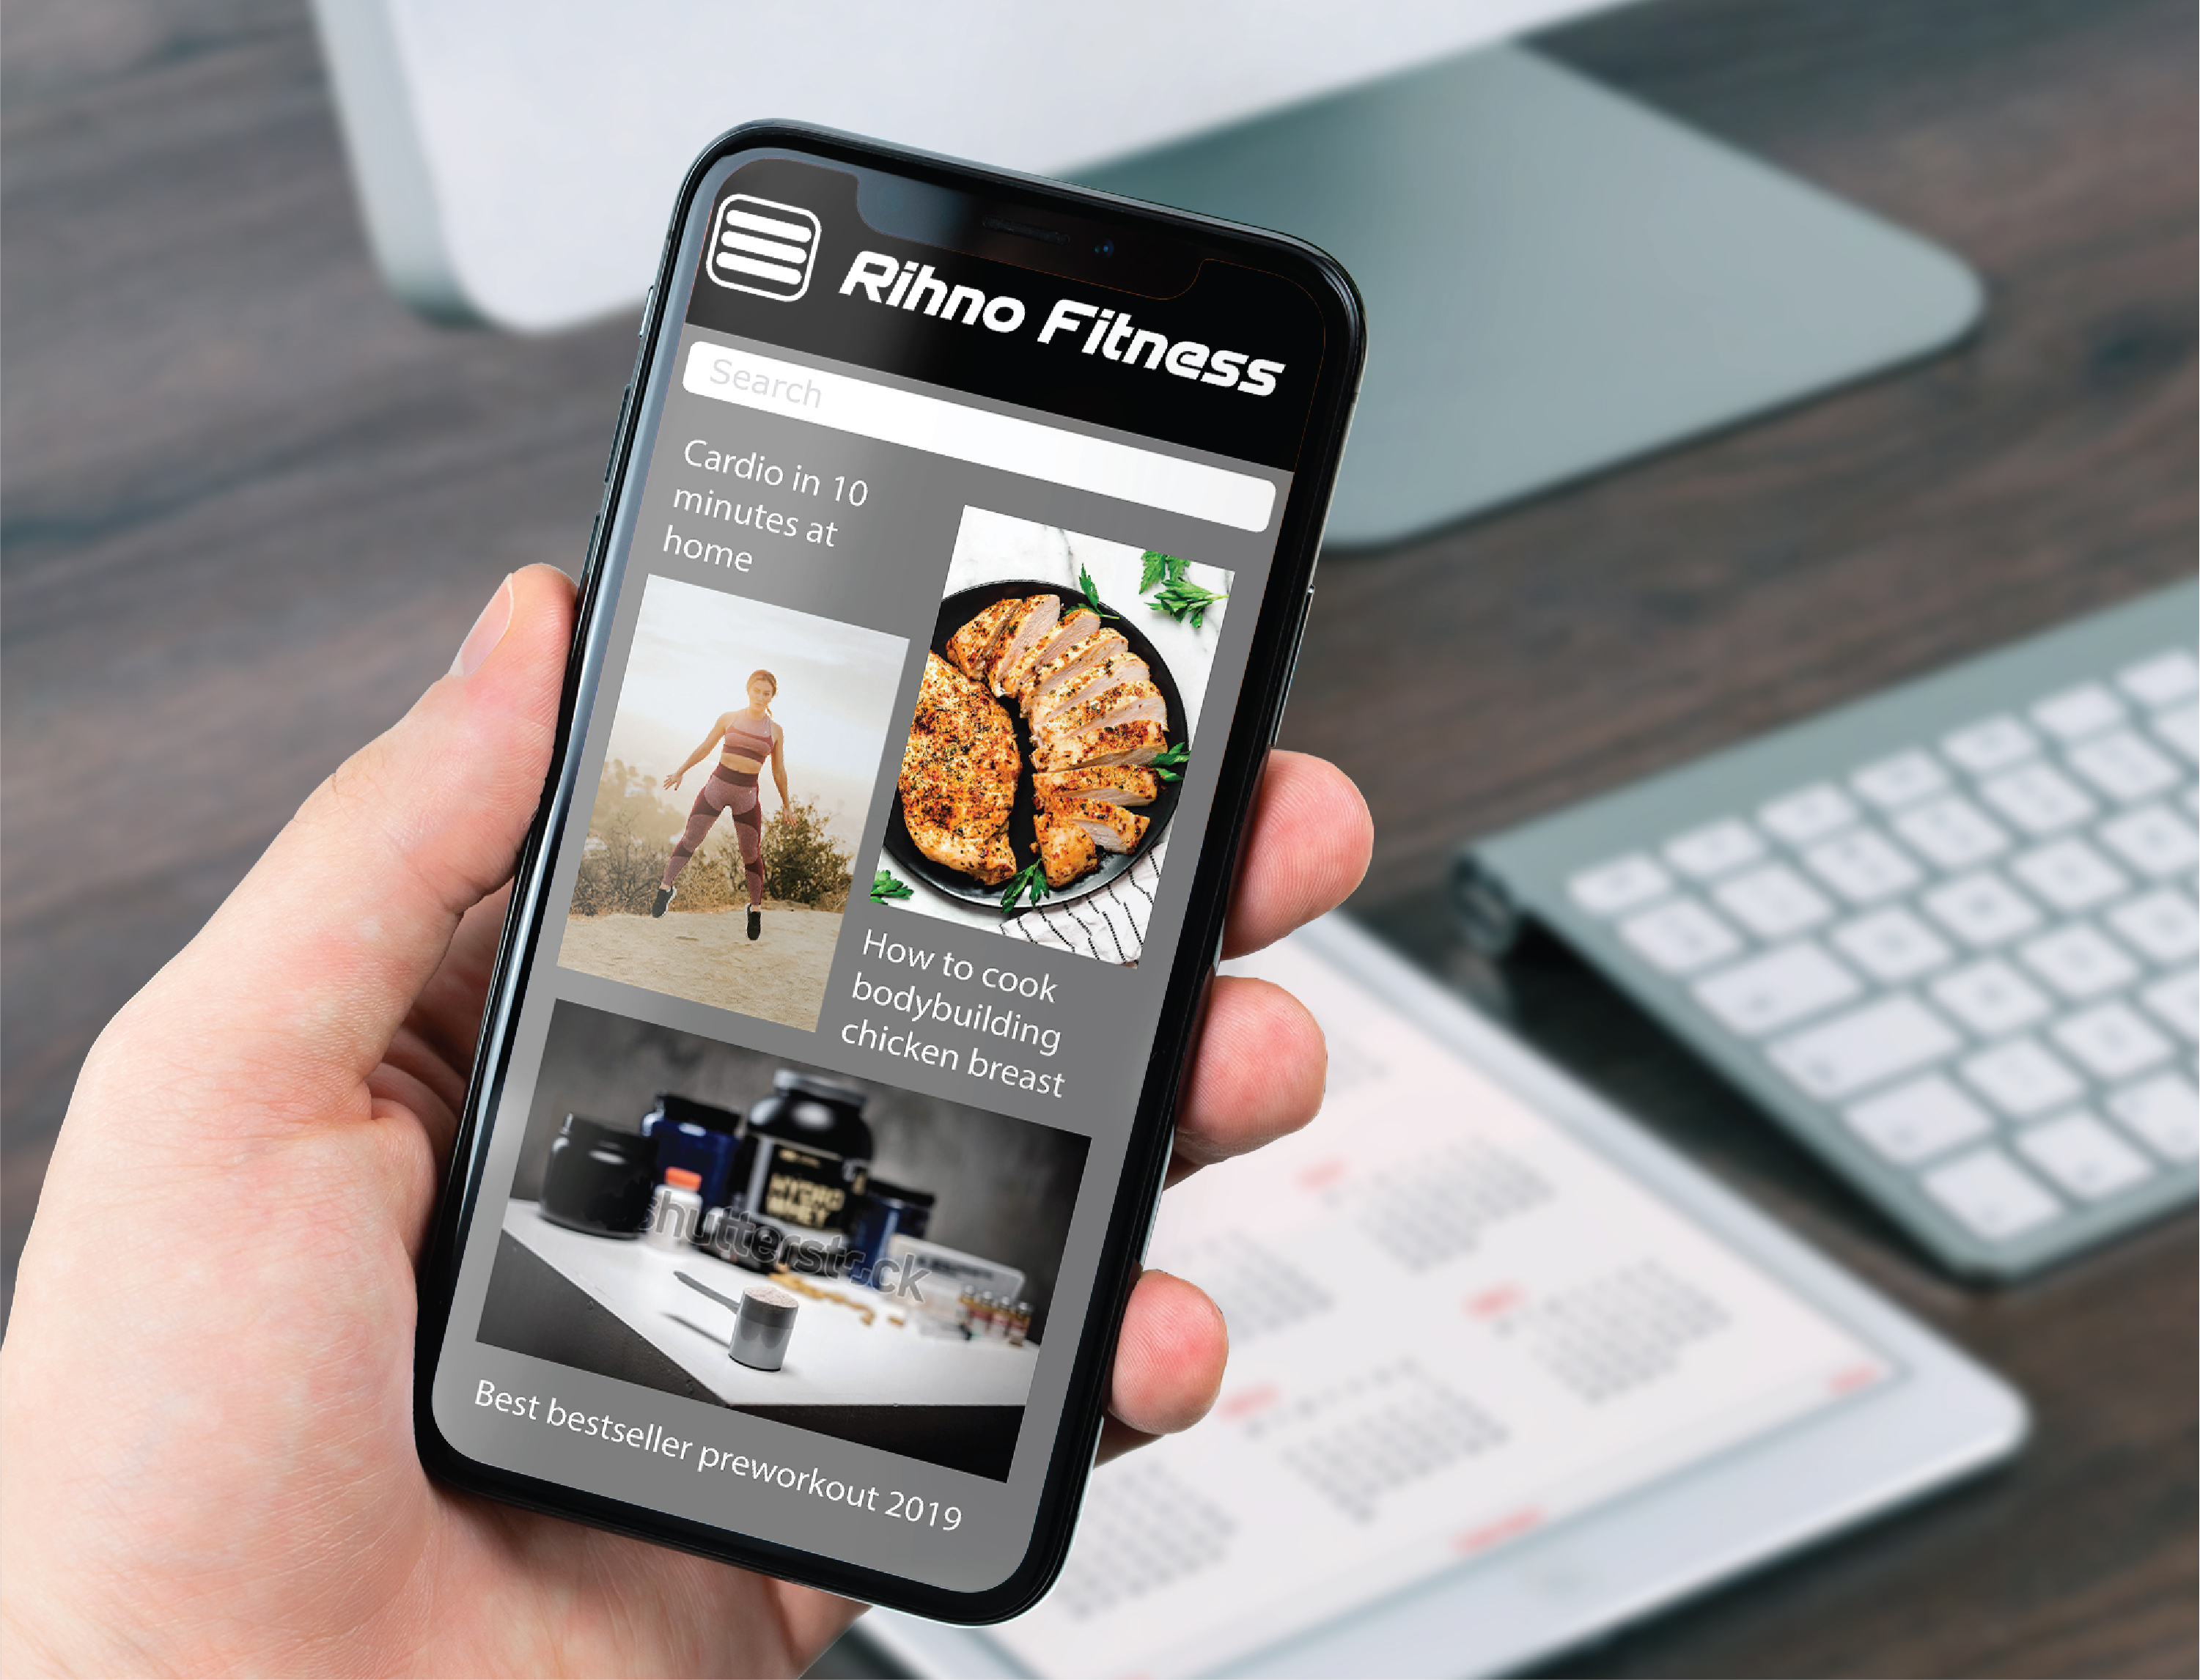 Rihno Fitness
Search
Cardio in 10
minutes at
home
How to cook
bodybuilding
chicken breast
HYDRO
WHEY
shutterstock
Best bestseller preworkout 2019